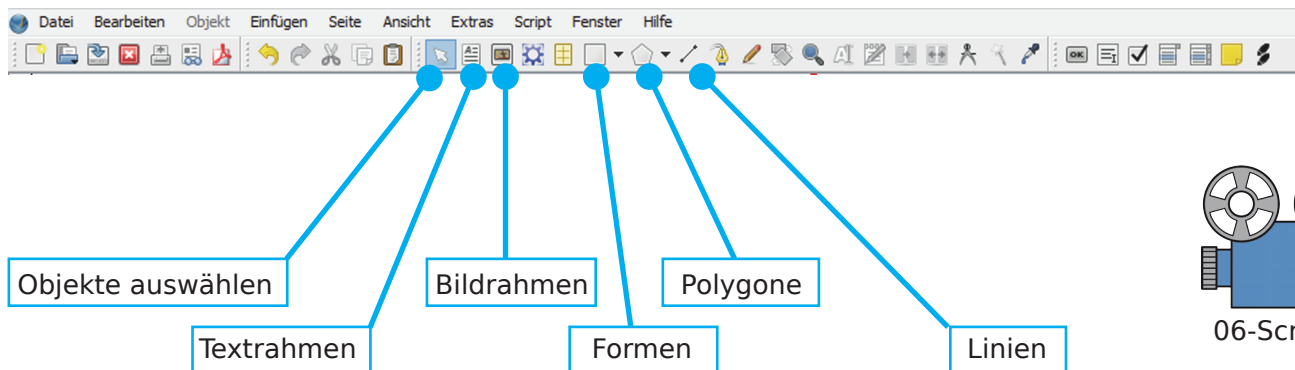 Datei Bearbeiten Objekt Einfügen Seite Ansicht Extras Script Fenster Hilfe
OK
Objekte auswählen
Bildrahmen
Polygone
Textrahmen
Formen
Linien
06-Scr